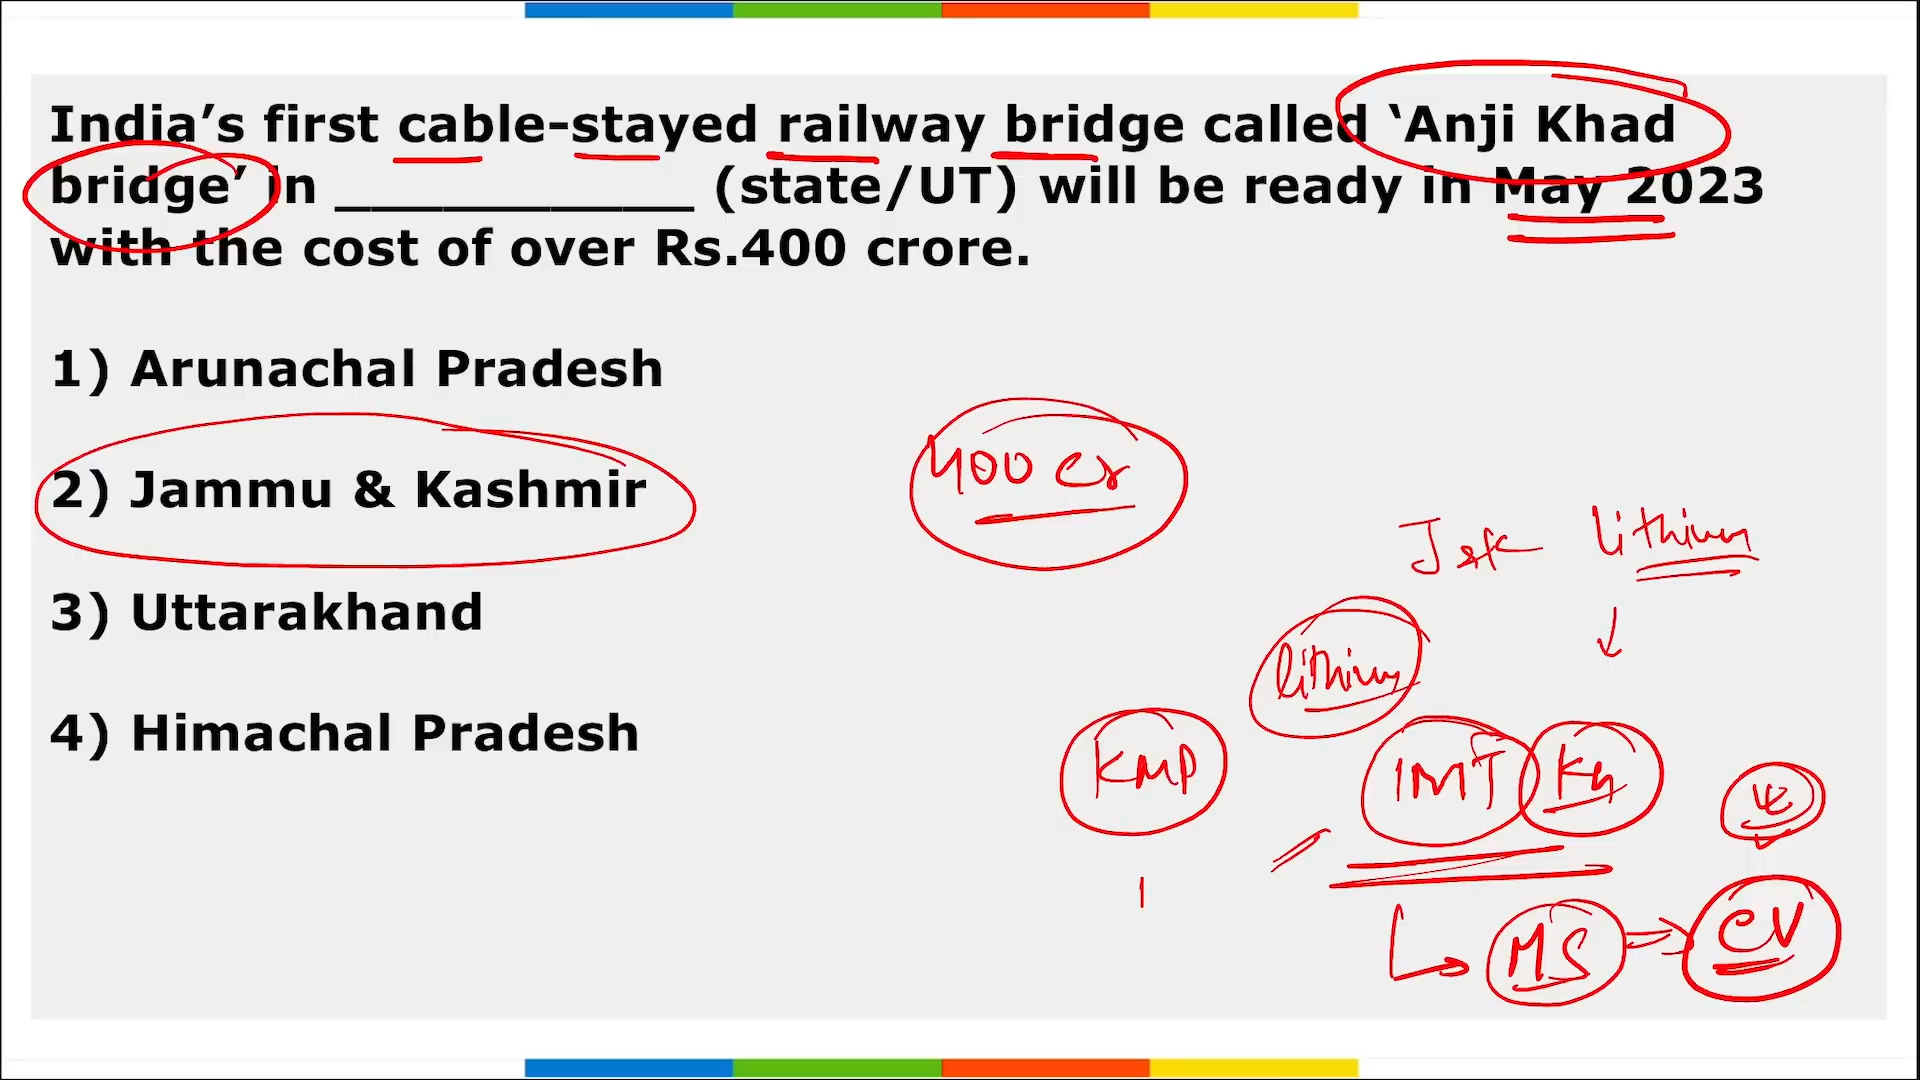 India’s first cable-stayed railway bridge called ‘Anji Khad
bridge’ in __________ (state/UT) will be ready in May 2023
with the cost of over Rs.400 crore.
1) Arunachal Pradesh
2) Jammu & Kashmir
3) Uttarakhand
4) Himachal Pradesh
400 Cr
J&K lithium
lithium
KMP
IMT
MS
EV